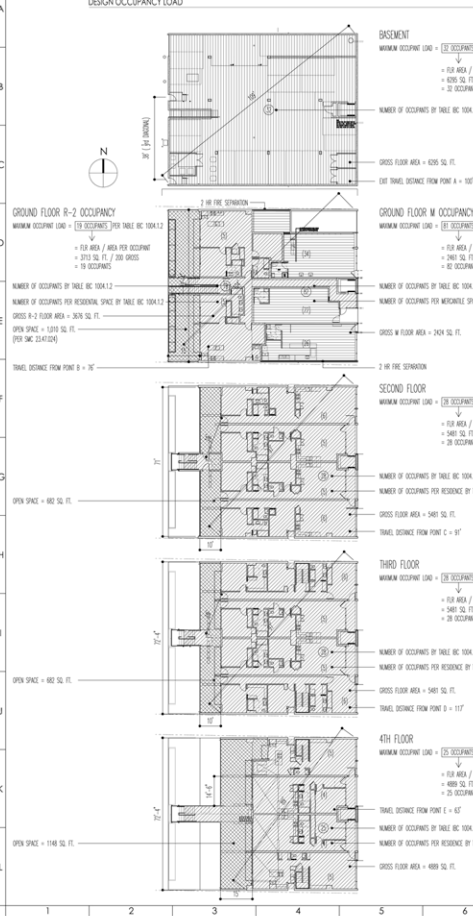 DESIGN OCCUPANCY LOAD
A
B
C
D
E
F
G
H
I
J
K
L
BASEMENT
MAXIMUM OCCUPANT LOAD = 32 OCCUPANTS
= FLR AREA /
= 6295 SQ. FT.
= 32 OCCUPAN
NUMBER OF OCCUPANTS BY TABLE IBC 1004.
GROSS FLOOR AREA = 6295 SQ. FT.
EXIT TRAVEL DISTANCE FROM POINT A = 100'
N
2 HR FIRE SEPARATION
GROUND FLOOR R-2 OCCUPANCY
MAXIMUM OCCUPANT LOAD = 19 OCCUPANTS PER TABLE IBC 1004.1.2
= FLR AREA / AREA PER OCCUPANT
= 3713 SQ. FT. / 200 GROSS
= 19 OCCUPANTS
NUMBER OF OCCUPANTS BY TABLE IBC 1004.1.2
NUMBER OF OCCUPANTS PER RESIDENTIAL SPACE BY TABLE IBC 1004.1.2
GROSS R-2 FLOOR AREA = 3676 SQ. FT.
OPEN SPACE = 1,010 SQ. FT.
(PER SMC 23.47.024)
TRAVEL DISTANCE FROM POINT B = 76'
GROUND FLOOR M OCCUPANCY
MAXIMUM OCCUPANT LOAD = 81 OCCUPANTS
= FLR AREA /
= 2461 SQ. FT.
= 82 OCCUPAN
NUMBER OF OCCUPANTS BY TABLE IBC 1004.
NUMBER OF OCCUPANTS PER MERCANTILE SP
GROSS M FLOOR AREA = 2424 SQ. FT.
2 HR FIRE SEPARATION
SECOND FLOOR
MAXIMUM OCCUPANT LOAD = 28 OCCUPANTS
= FLR AREA /
= 5481 SQ. FT.
= 28 OCCUPAN
NUMBER OF OCCUPANTS BY TABLE IBC 1004.
NUMBER OF OCCUPANTS PER RESIDENCE BY
GROSS FLOOR AREA = 5481 SQ. FT.
TRAVEL DISTANCE FROM POINT C = 91'
71'
OPEN SPACE = 682 SQ. FT.
THIRD FLOOR
MAXIMUM OCCUPANT LOAD = 28 OCCUPANTS
= FLR AREA /
= 5481 SQ. FT.
= 28 OCCUPAN
NUMBER OF OCCUPANTS BY TABLE IBC 1004.
NUMBER OF OCCUPANTS PER RESIDENCE BY
GROSS FLOOR AREA = 5481 SQ. FT.
TRAVEL DISTANCE FROM POINT D = 117'
72'-4"
OPEN SPACE = 682 SQ. FT.
4TH FLOOR
MAXIMUM OCCUPANT LOAD = 25 OCCUPANTS
= FLR AREA /
= 4989 SQ. FT.
= 25 OCCUPAN
TRAVEL DISTANCE FROM POINT E = 63'
NUMBER OF OCCUPANTS BY TABLE IBC 1004.
NUMBER OF OCCUPANTS PER RESIDENCE BY
GROSS FLOOR AREA = 4989 SQ. FT.
72'-4"
OPEN SPACE = 1148 SQ. FT.
1 2 3 4 5 6